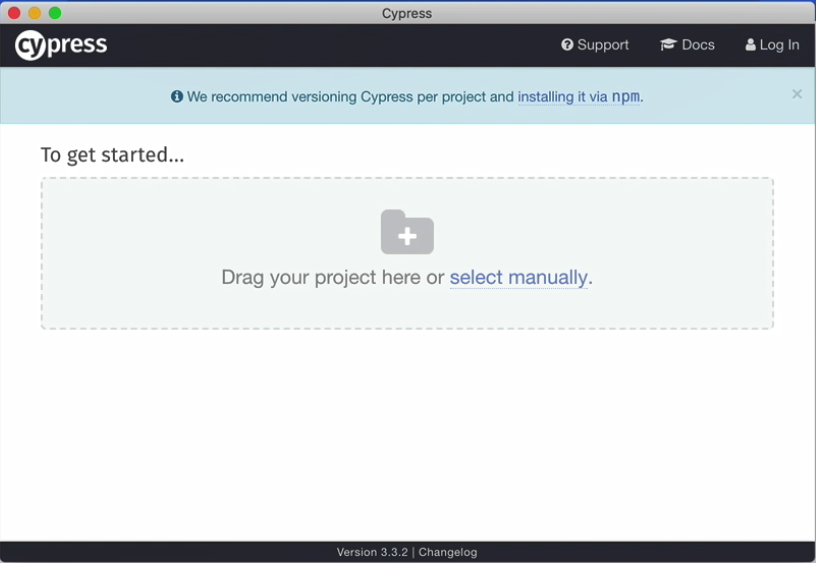 Cypress
cypress
Support
Docs
Log In
We recommend versioning Cypress per project and installing it via npm.
To get started...
Drag your project here or select manually.
Version 3.3.2 | Changelog